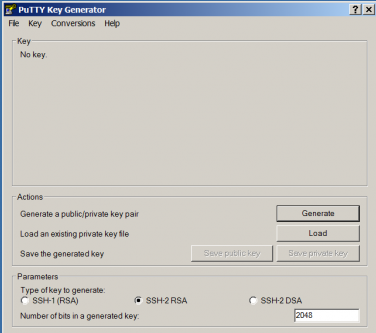 PuTTY Key Generator
File Key Conversions Help
Key
No key.
Actions
Generate a public/private key pair Generate
Load an existing private key file Load
Save the generated key Save public key Save private key
Parameters
Type of key to generate:
SSH-1 (RSA) SSH-2 RSA SSH-2 DSA
Number of bits in a generated key: 2048